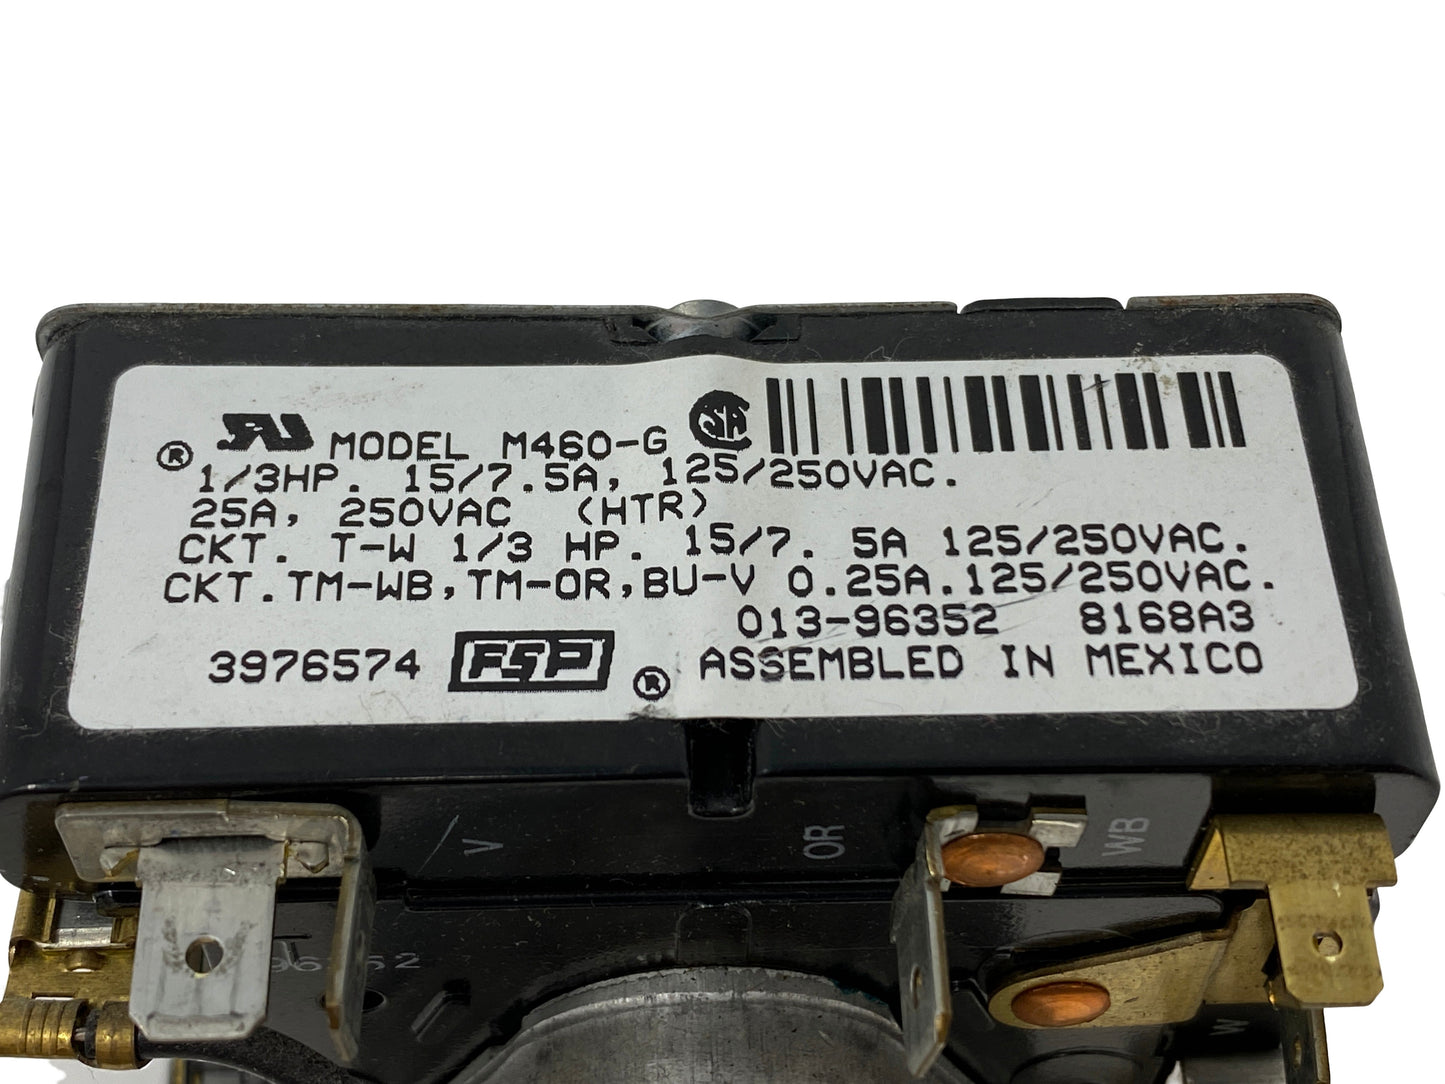 MODEL M460-G
®
1/3HP. 15/7.5A, 125/250VAC.
25A, 250VAC (HTR)
CKT. T-W 1/3 HP. 15/7. 5A 125/250VAC.
CKT.TM-WB,TM-OR,BU-V 0.25A.125/250VAC.
013-96352 8168A3
3976574 FSP ® ASSEMBLED IN MEXICO
V
OR
WB
T
W